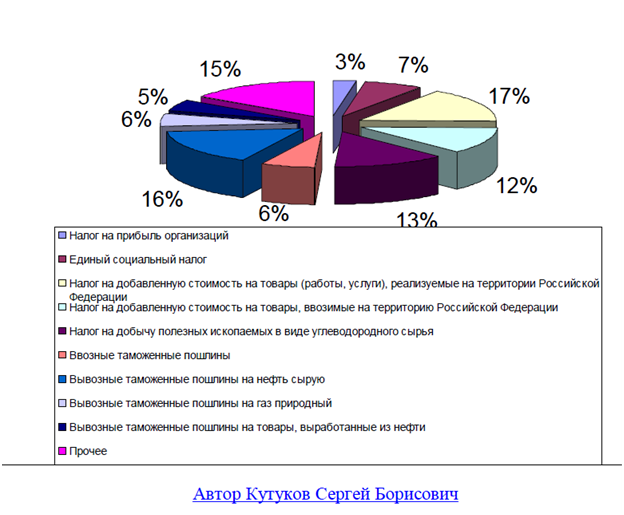 15%
3%
7%
5%
17%
6%
12%
16%
6%
13%
Налог на прибыль организаций
Единый социальный налог
Налог на добавленную стоимость на товары (работы, услуги), реализуемые на территории Российской
Федерации
Налог на добавленную стоимость на товары, ввозимые на территорию Российской Федерации
Налог на добычу полезных ископаемых в виде углеводородного сырья
Ввозные таможенные пошлины
Вывозные таможенные пошлины на нефть сырую
Вывозные таможенные пошлины на газ природный
Вывозные таможенные пошлины на товары, выработанные из нефти
Прочее
Автор Кутуков Сергей Борисович